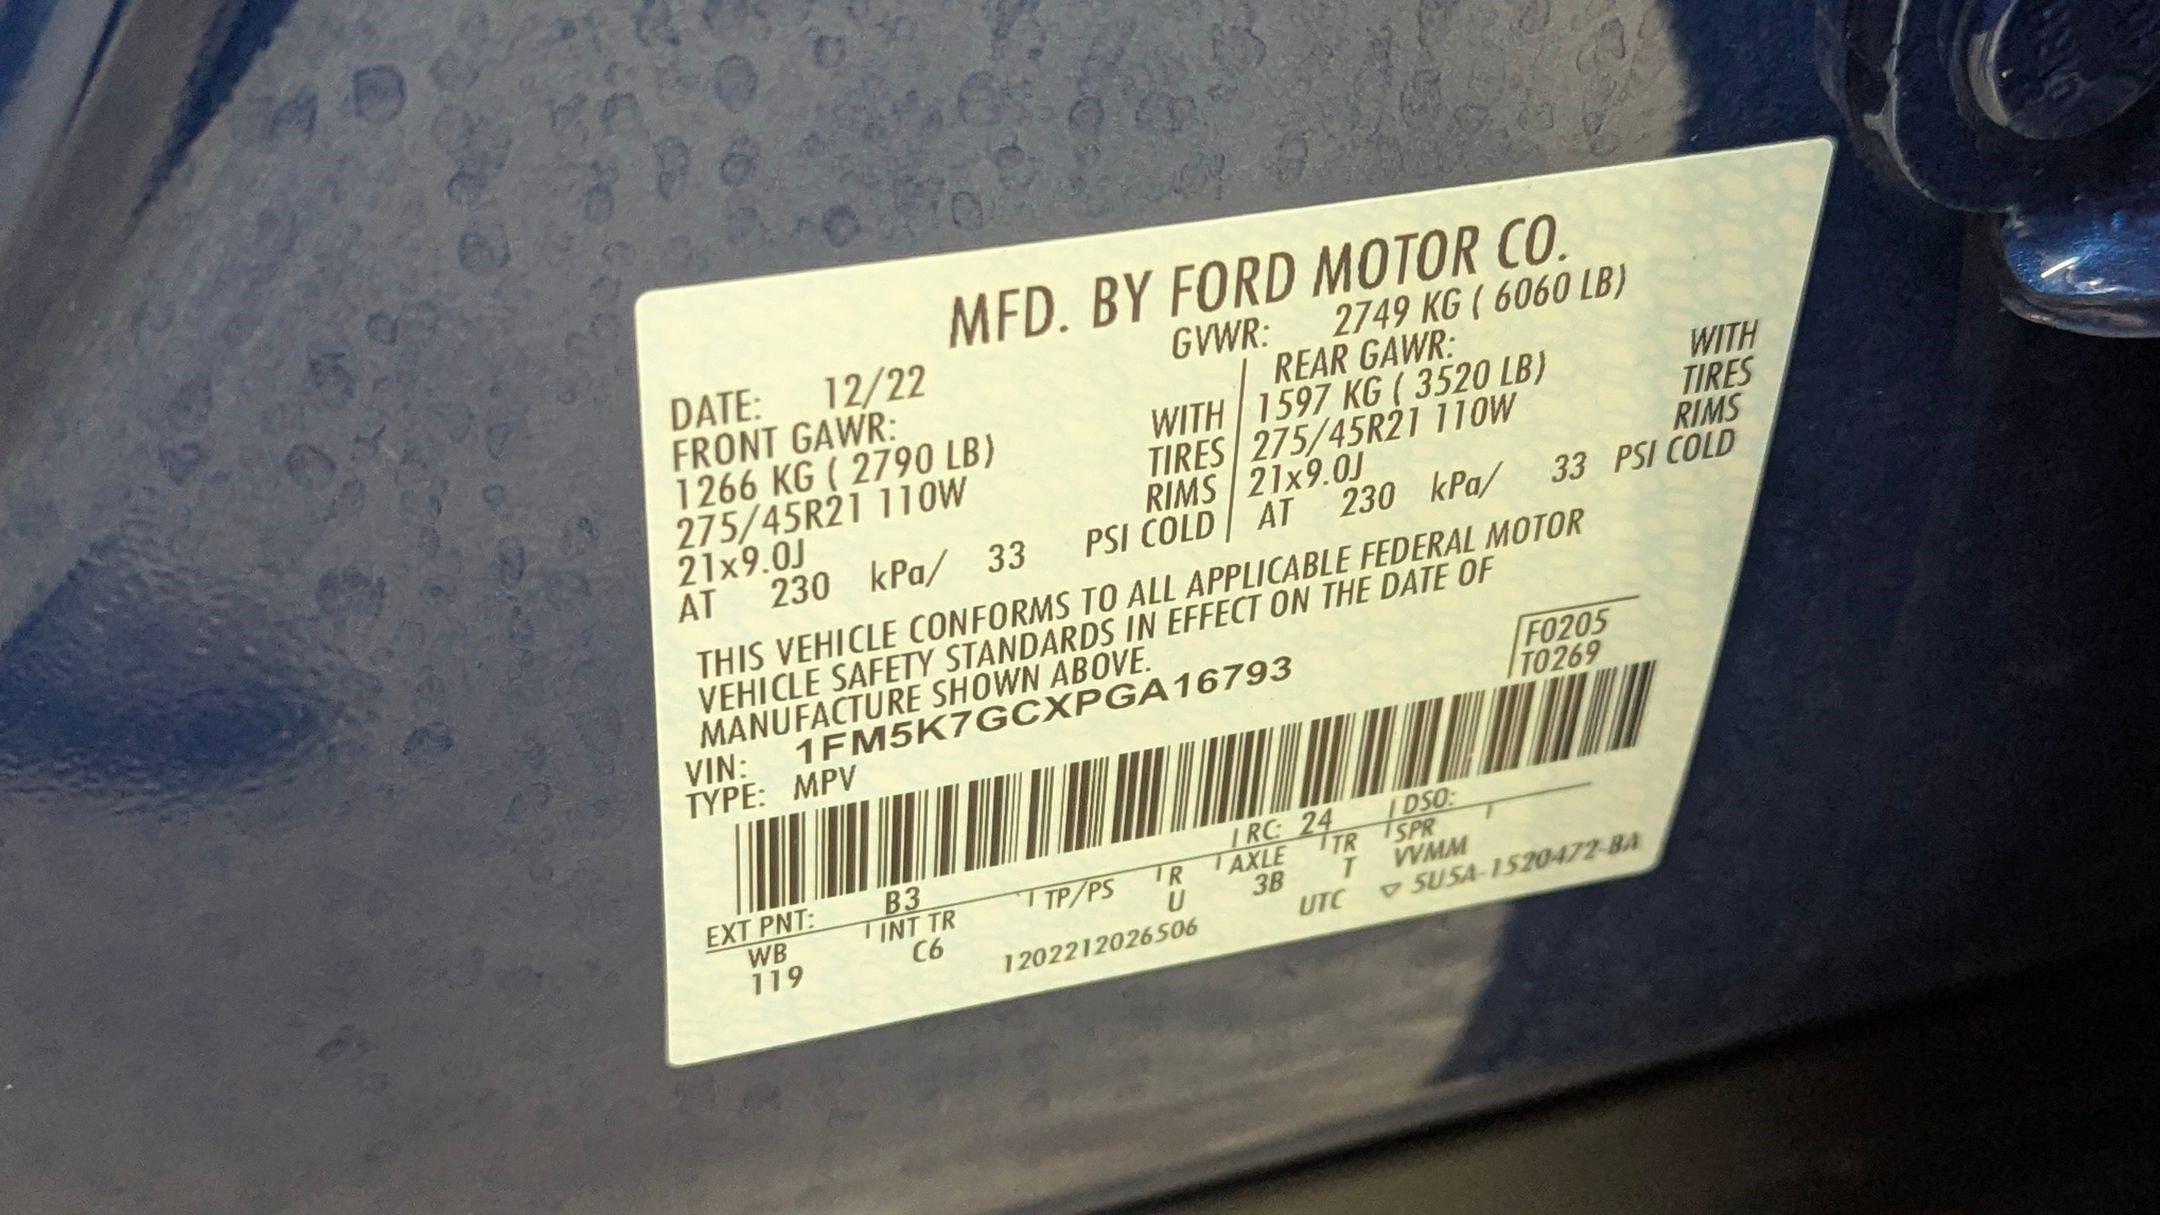 MFD. BY FORD MOTOR CO.
DATE: 12/22 GVWR: 2749 KG ( 6060 LB)
FRONT GAWR: REAR GAWR:
1266 KG ( 2790 LB) WITH 1597 KG ( 3520 LB) WITH
275/45R21 110W TIRES 275/45R21 110W TIRES
21x9.0J RIMS 21x9.0J RIMS
AT 230 kPa/ 33 PSI COLD AT 230 kPa/ 33 PSI COLD
THIS VEHICLE CONFORMS TO ALL APPLICABLE FEDERAL MOTOR
VEHICLE SAFETY STANDARDS IN EFFECT ON THE DATE OF
MANUFACTURE SHOWN ABOVE.
F0205
T0269
VIN: 1FM5K7GCXPGA16793
TYPE: MPV
EXT PNT: B3 RC: 24 DSO:
WB INT TR TP/PS R AXLE TR SPR
119 C6 U 3B T VVMM
1202212026506 UTC ▽ 5U5A-1520472-BA